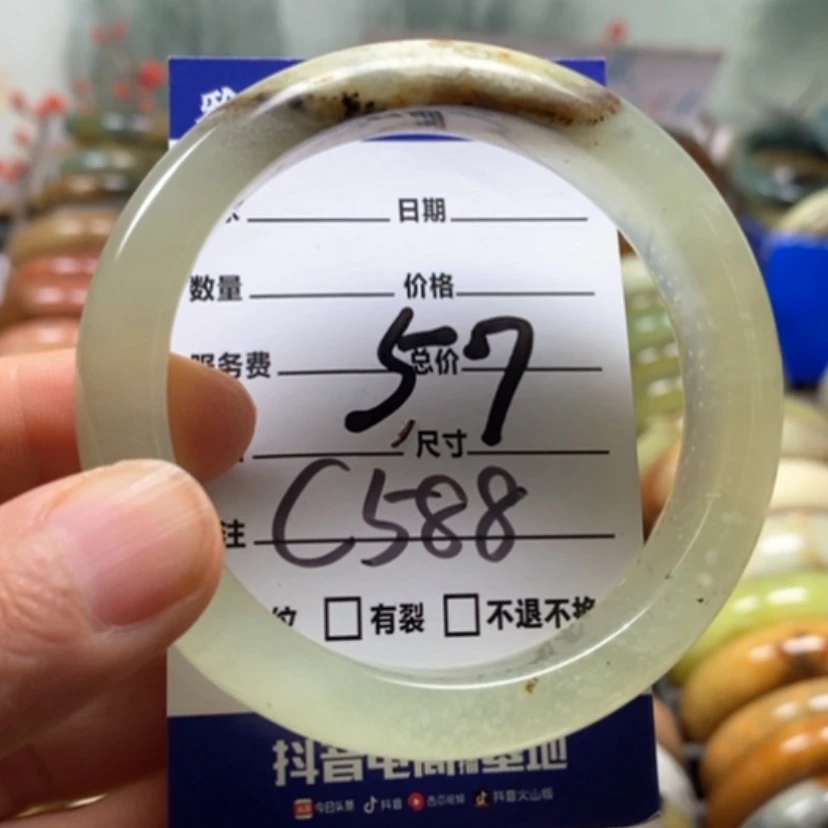 日期
数量 价格
服务费 总价
57
尺寸
C588
注
有裂 不退不换
抖音电商 基地
今日头条 抖音 西瓜视频 抖音火山版